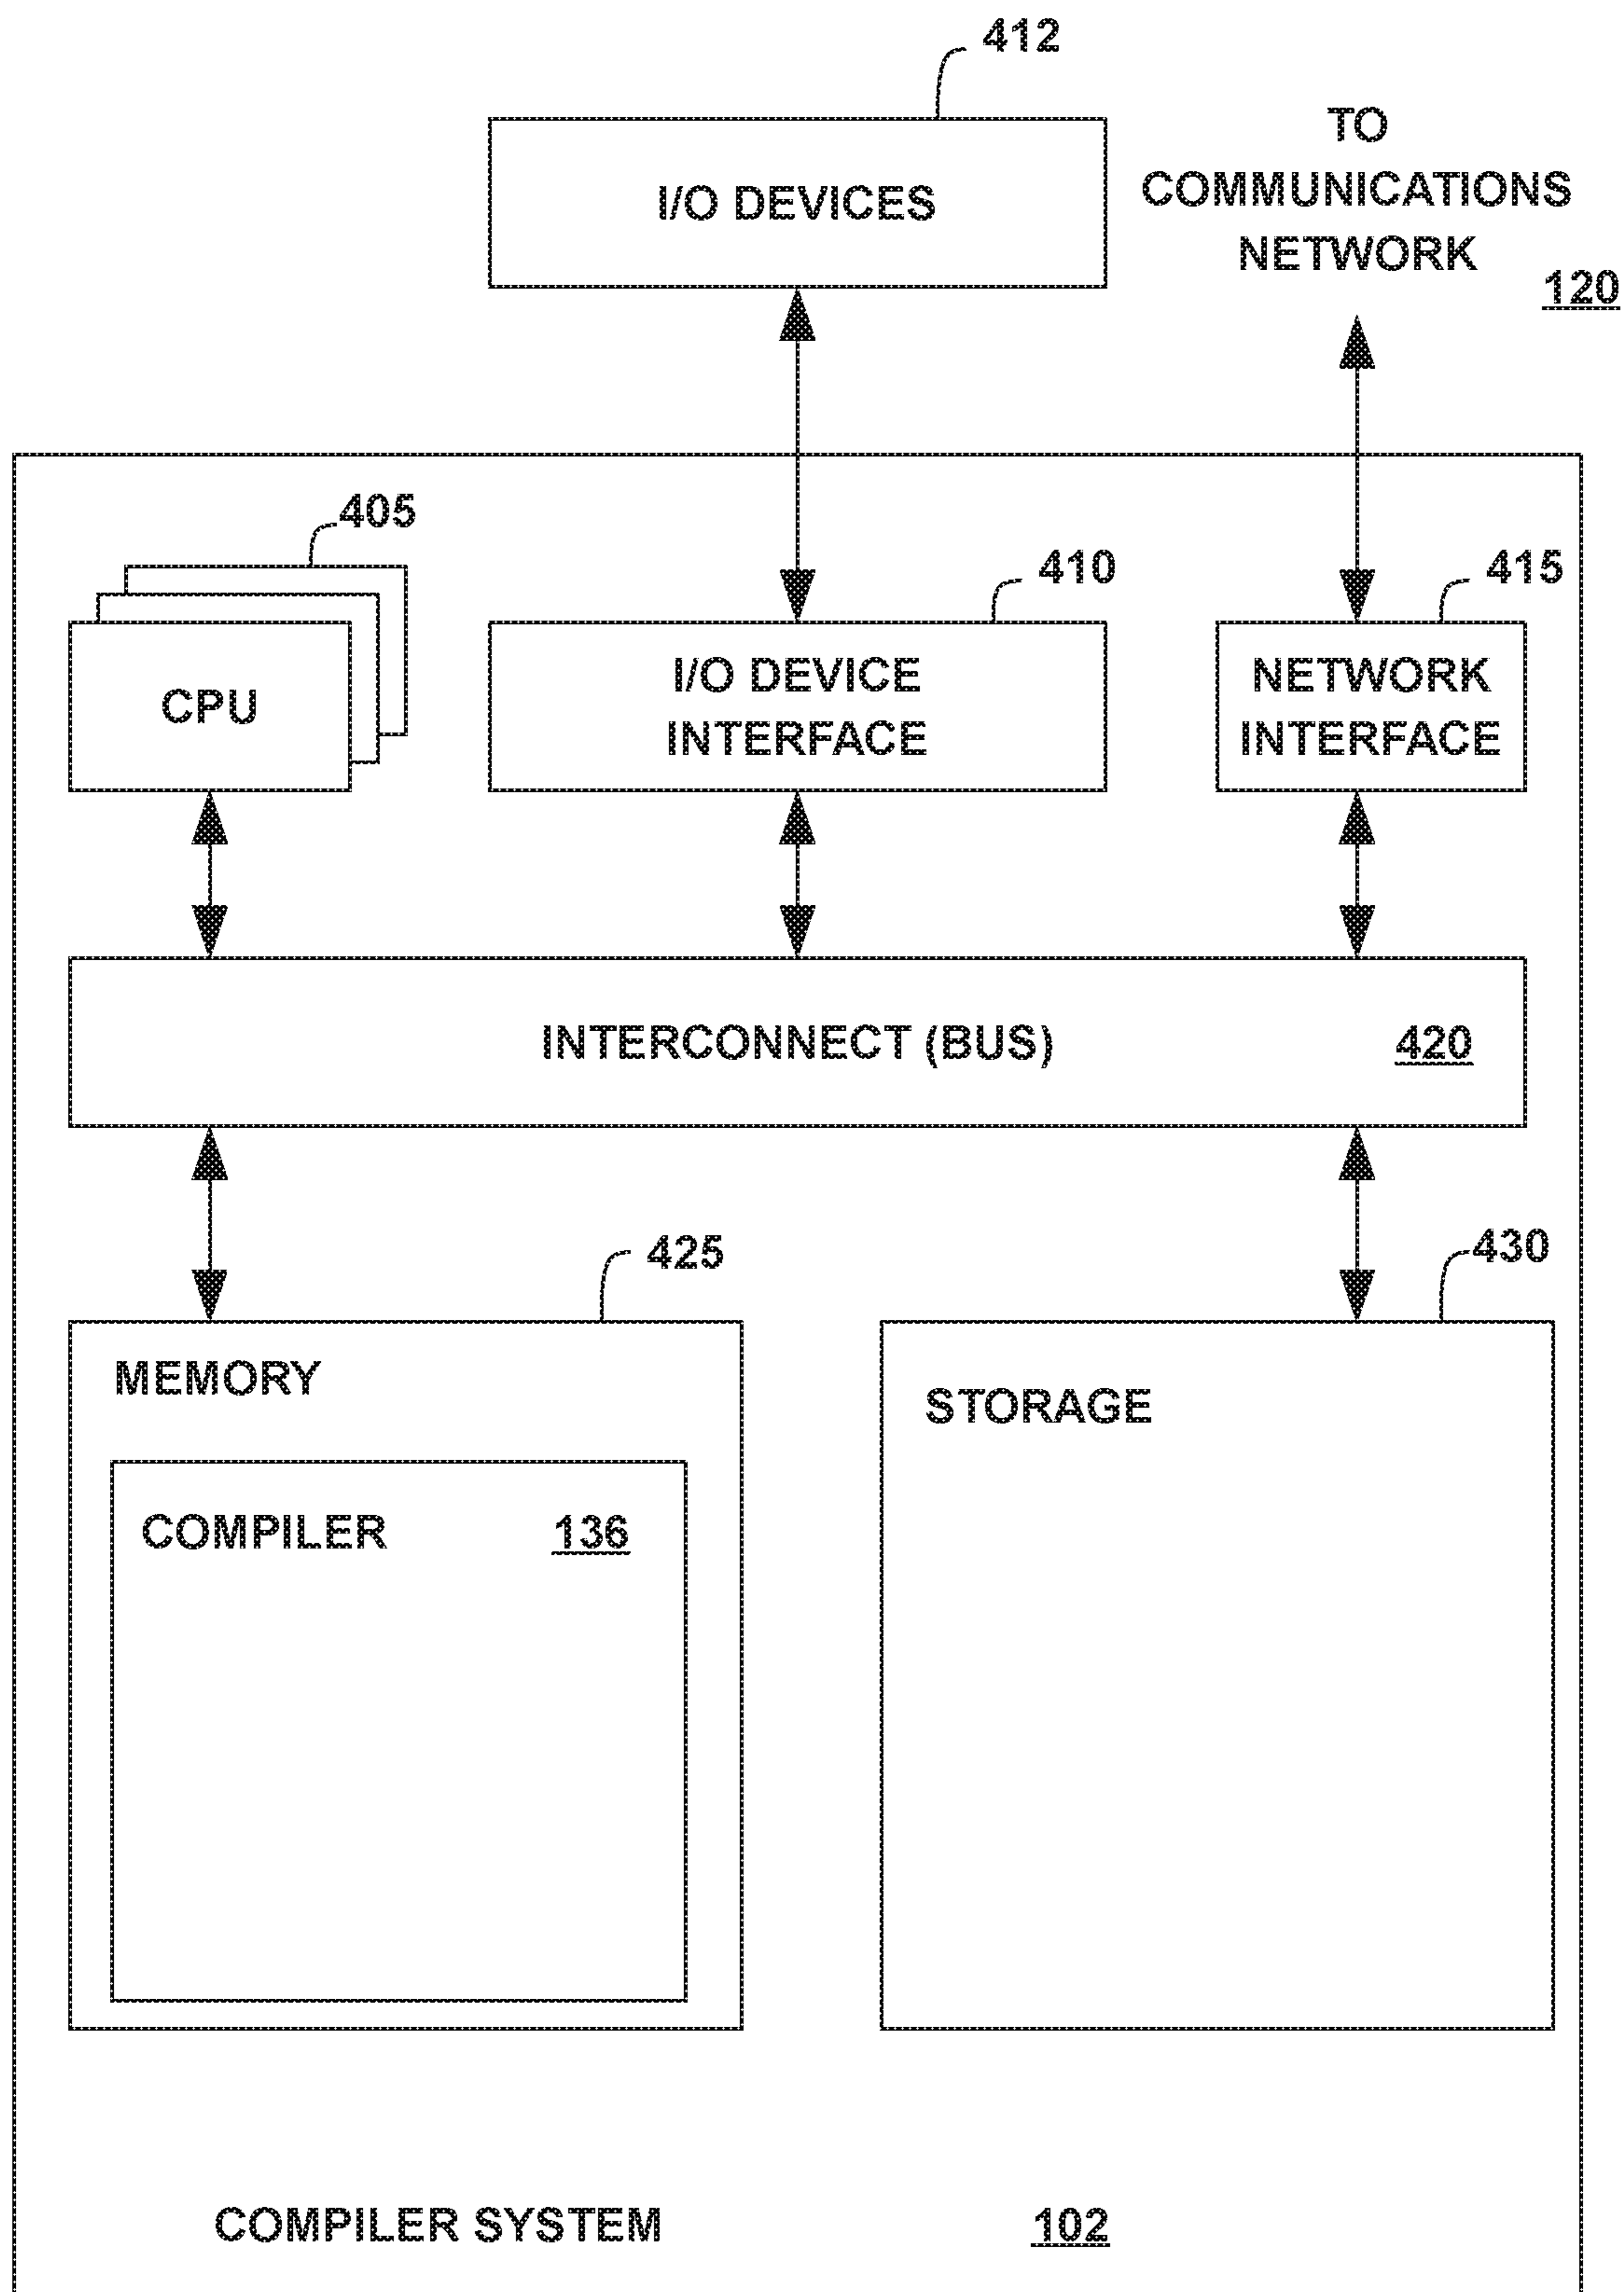 412
I/O DEVICES
TO
COMMUNICATIONS
NETWORK
120
405
410
415
CPU
I/O DEVICE
INTERFACE
NETWORK
INTERFACE
INTERCONNECT (BUS) 420
425
430
MEMORY
STORAGE
COMPILER 136
COMPILER SYSTEM 102